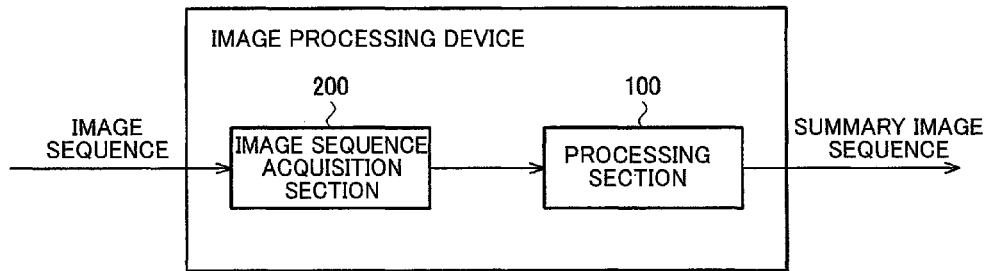 IMAGE PROCESSING DEVICE
200
100
IMAGE
SEQUENCE
IMAGE SEQUENCE
ACQUISITION
SECTION
PROCESSING
SECTION
SUMMARY IMAGE
SEQUENCE